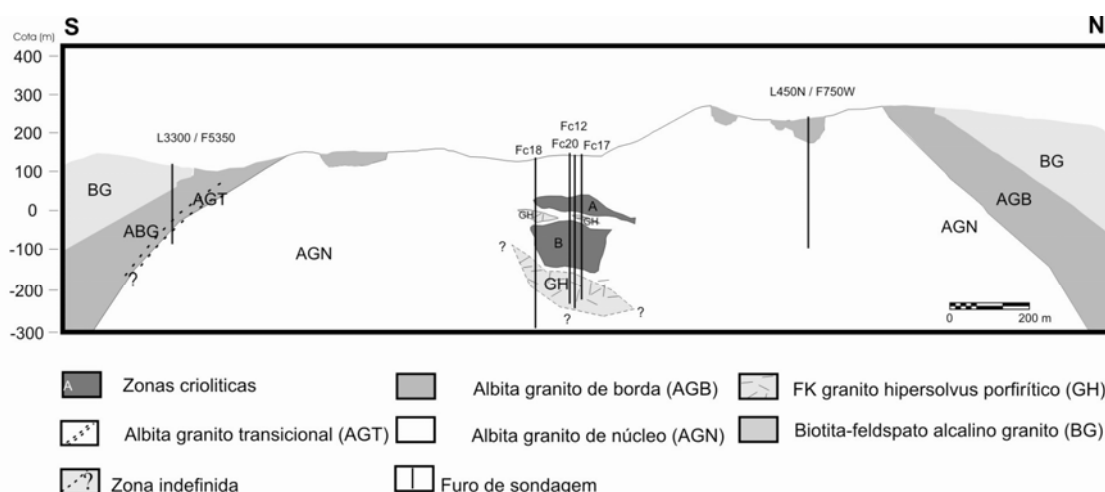 S N
Cota (m)
400
300
200
100
0
-100
-200
-300
L3300 / F5350
L450N / F750W
Fc12
Fc20
Fc18
Fc17
BG
AGT
ABG
?
AGN
A
GH
GH
B
?
GH
?
?
BG
AGB
AGN
0 200 m
A Zonas crioliticas
Albita granito de borda (AGB)
FK granito hipersolvus porfirítico (GH)
Albita granito transicional (AGT)
Albita granito de núcleo (AGN)
Biotita-feldspato alcalino granito (BG)
? Zona indefinida
Furo de sondagem